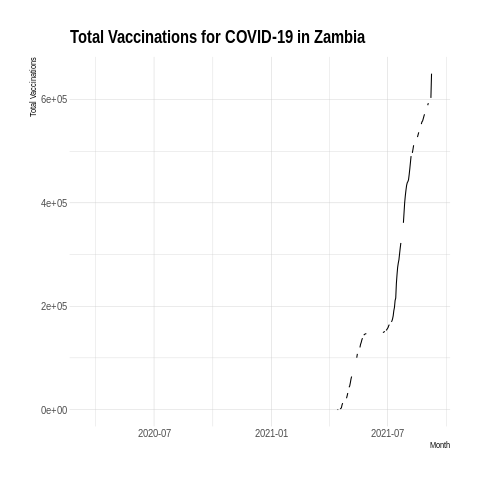 Total Vaccinations for COVID-19 in Zambia
Total Vaccinations
6e+05
4e+05
2e+05
0e+00
2020-07
2021-01
2021-07
Month